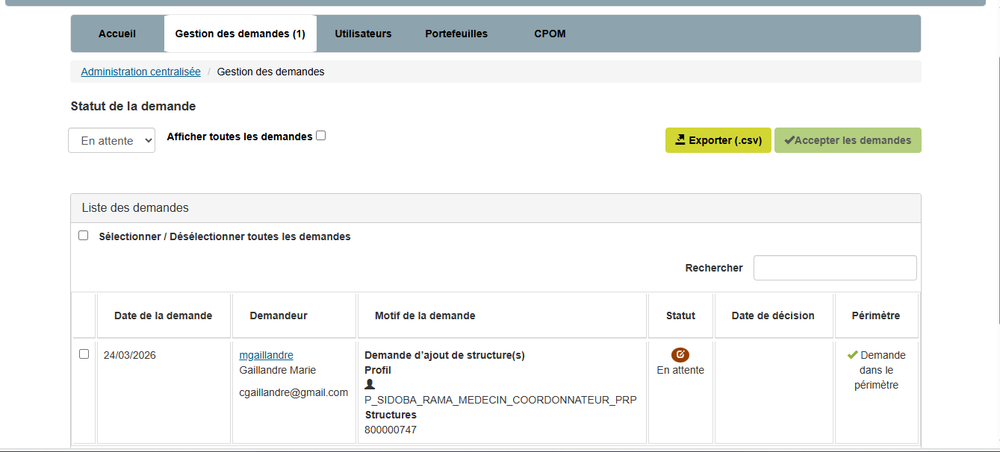 Accueil Gestion des demandes (1) Utilisateurs Portefeuilles CPOM
Administration centralisée / Gestion des demandes
Statut de la demande
En attente Afficher toutes les demandes Exporter (.csv) Accepter les demandes
Liste des demandes
Sélectionner / Désélectionner toutes les demandes
Rechercher
Date de la demande Demandeur Motif de la demande Statut Date de décision Périmètre
24/03/2026 mgaillandre Demande d’ajout de structure(s) Demande
Gaillandre Marie Profil En attente dans le
périmètre
cgaillandre@gmail.com
P_SIDOBA_RAMA_MEDECIN_COORDONNATEUR_PRP
Structures
800000747